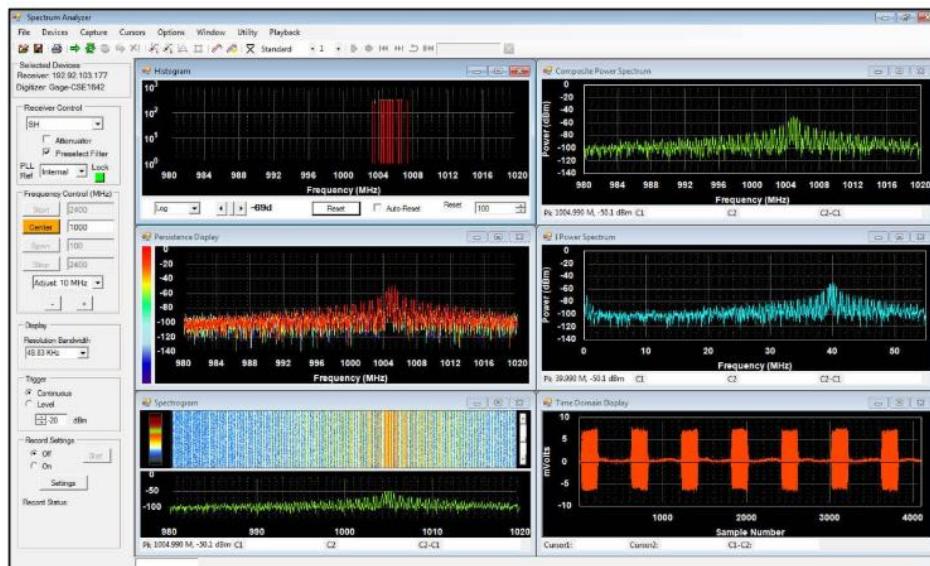 Spectrum Analyzer
File Devices Capture Cursors Options Window Utility Playback
Standard 1
Selected Devices
Receiver: 192.92.103.177
Digitizer: Gage-CSE1642
Receiver Control
SH
Attenuator
Preselect Filter
PLL Ref Internal Lock
Frequency Control (MHz)
Start 2400
Center 1000
Span 100
Stop 2400
Adjust: 10 MHz
- +
Display
Resolution Bandwidth
48.83 KHz
Trigger
Continuous
Level
-20 dBm
Record Settings
Off Start
On
Settings
Record Status:
Histogram
10³
10²
10¹
10⁰
980 984 988 992 996 1000 1004 1008 1012 1016 1020
Frequency (MHz)
Log -69d Reset Auto-Reset Reset 100
Composite Power Spectrum
Power (dBm)
0
-20
-40
-60
-80
-100
-120
-140
980 984 988 992 996 1000 1004 1008 1012 1016 1020
Frequency (MHz)
Pk: 1004.990 M, -50.1 dBm C1 C2 C2-C1
Persistance Display
0
-20
-40
-60
-80
-100
-120
-140
980 984 988 992 996 1000 1004 1008 1012 1016 1020
Frequency (MHz)
I Power Spectrum
Power (dBm)
0
-20
-40
-60
-80
-100
-120
-140
0 10 20 30 40 50
Frequency (MHz)
Pk: 39.990 M, -50.1 dBm C1 C2 C2-C1
Spectrogram
0
-50
-100
-150
980 990 1000 1010 1020
Pk: 1004.990 M, -50.1 dBm C1 C2 C2-C1
Time Domain Display
mVolts
10
5
0
-5
-10
1000 2000 3000 4000
Sample Number
Cursor1: Cursor2: C1-C2: